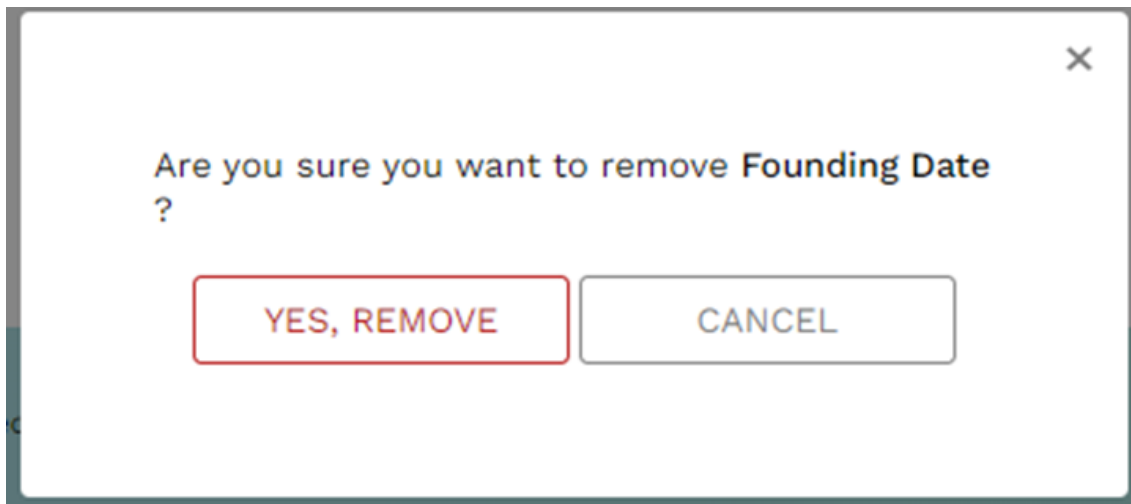 Are you sure you want to remove Founding Date
?
YES, REMOVE
CANCEL